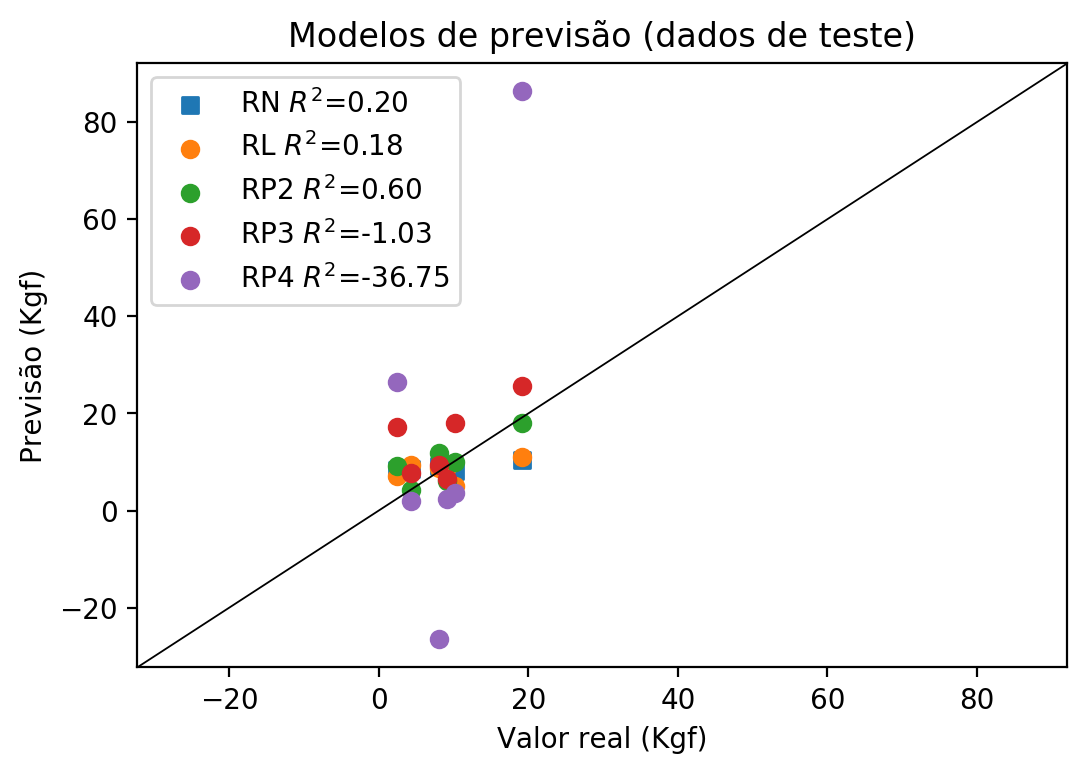 Modelos de previsão (dados de teste)
RN R²=0.20
RL R²=0.18
RP2 R²=0.60
RP3 R²=-1.03
RP4 R²=-36.75
80
60
40
20
0
−20
Previsão (Kgf)
−20 0 20 40 60 80
Valor real (Kgf)